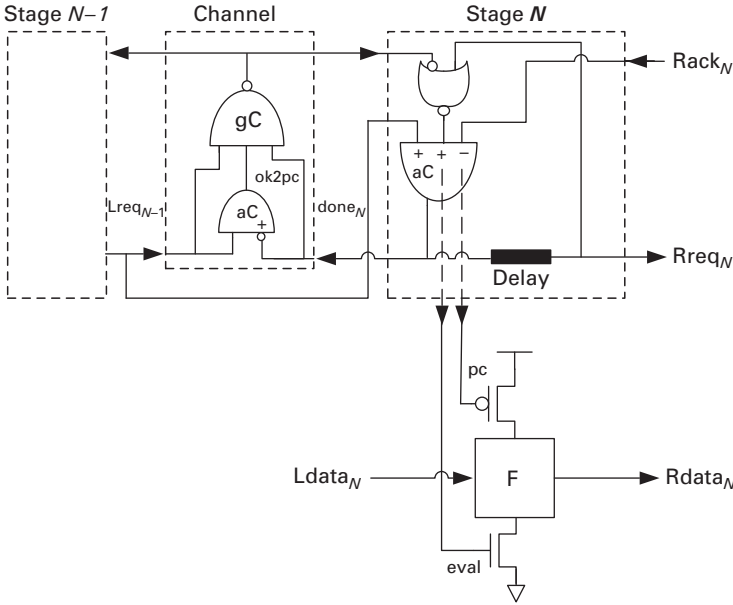 Stage N–1
Channel
Stage N
Rack_N
gC
+ + –
aC
ok2pc
Lreq_N–1
aC
+
done_N
Rreq_N
Delay
pc
Ldata_N
F
Rdata_N
eval